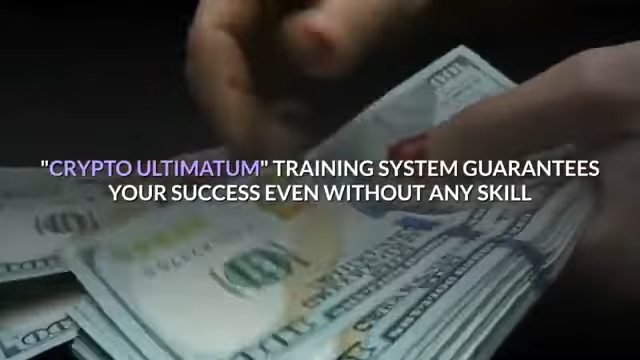 "CRYPTO ULTIMATUM" TRAINING SYSTEM GUARANTEES
YOUR SUCCESS EVEN WITHOUT ANY SKILL